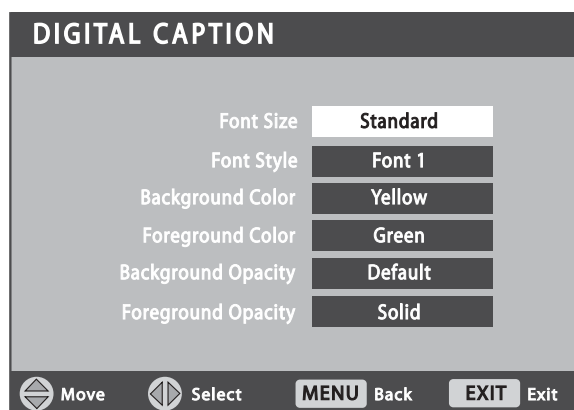 DIGITAL CAPTION
Font Size Standard
Font Style Font 1
Background Color Yellow
Foreground Color Green
Background Opacity Default
Foreground Opacity Solid
Move Select MENU Back EXIT Exit